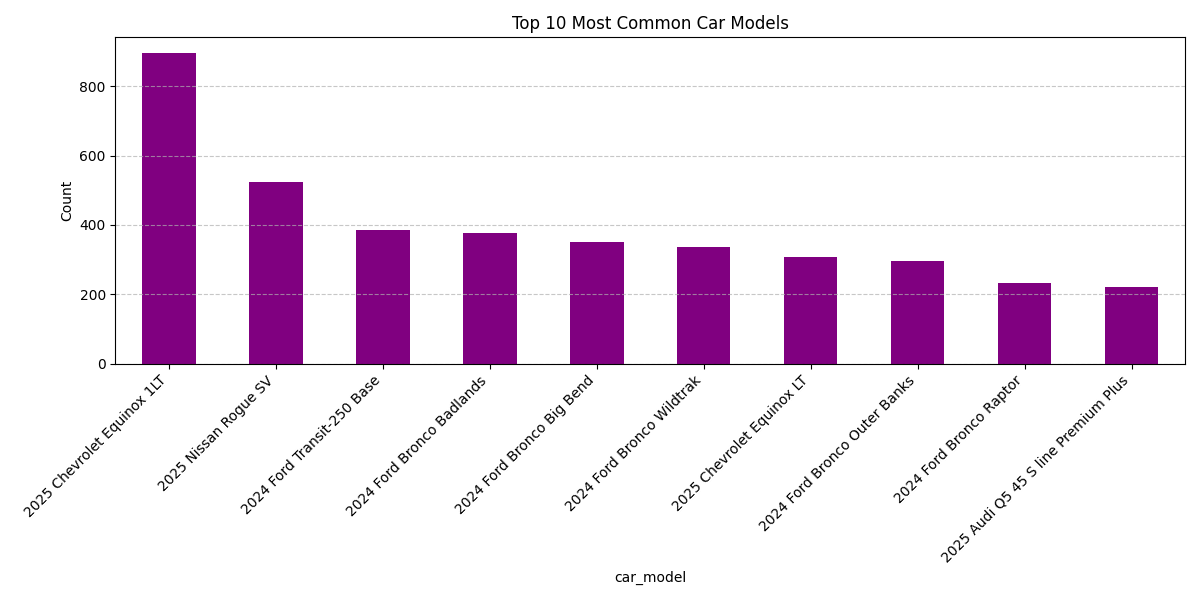 Top 10 Most Common Car Models
800
600
400
200
0
Count
2025 Chevrolet Equinox 1LT
2025 Nissan Rogue SV
2024 Ford Transit-250 Base
2024 Ford Bronco Badlands
2024 Ford Bronco Big Bend
2024 Ford Bronco Wildtrak
2025 Chevrolet Equinox LT
2024 Ford Bronco Outer Banks
2024 Ford Bronco Raptor
2025 Audi Q5 45 S line Premium Plus
car_model